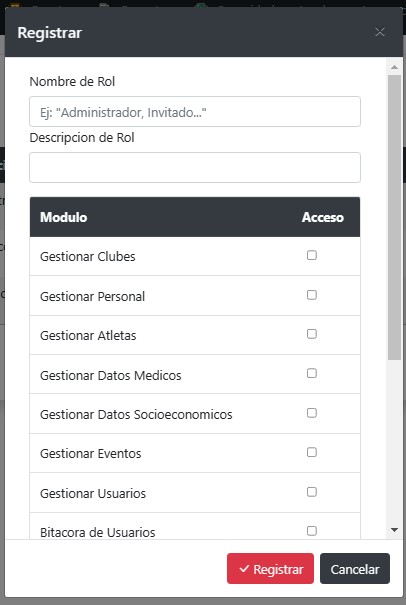 Registrar
Nombre de Rol
Ej: "Administrador, Invitado..."
Descripcion de Rol
Modulo Acceso
Gestionar Clubes
Gestionar Personal
Gestionar Atletas
Gestionar Datos Medicos
Gestionar Datos Socioeconomicos
Gestionar Eventos
Gestionar Usuarios
Bitacora de Usuarios
Registrar Cancelar